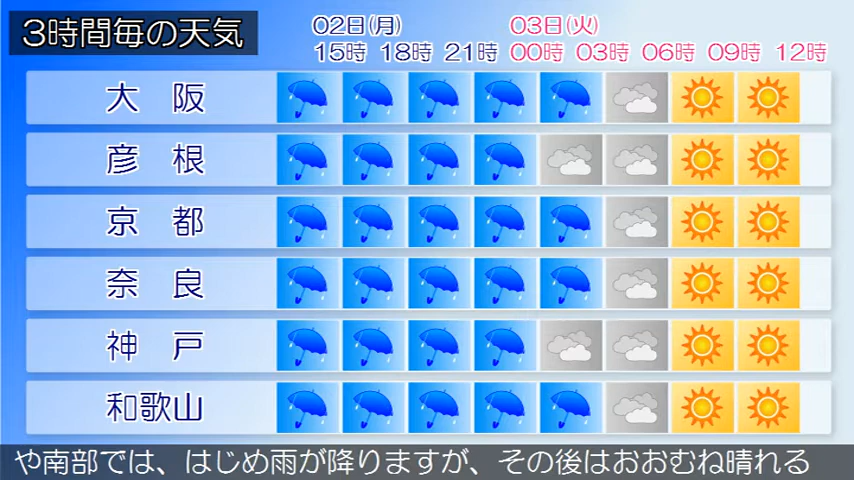 3時間毎の天気
02日(月) 03日(火)
15時 18時 21時 00時 03時 06時 09時 12時
大阪
彦根
京都
奈良
神戸
和歌山
や南部では、はじめ雨が降りますが、その後はおおむね晴れる